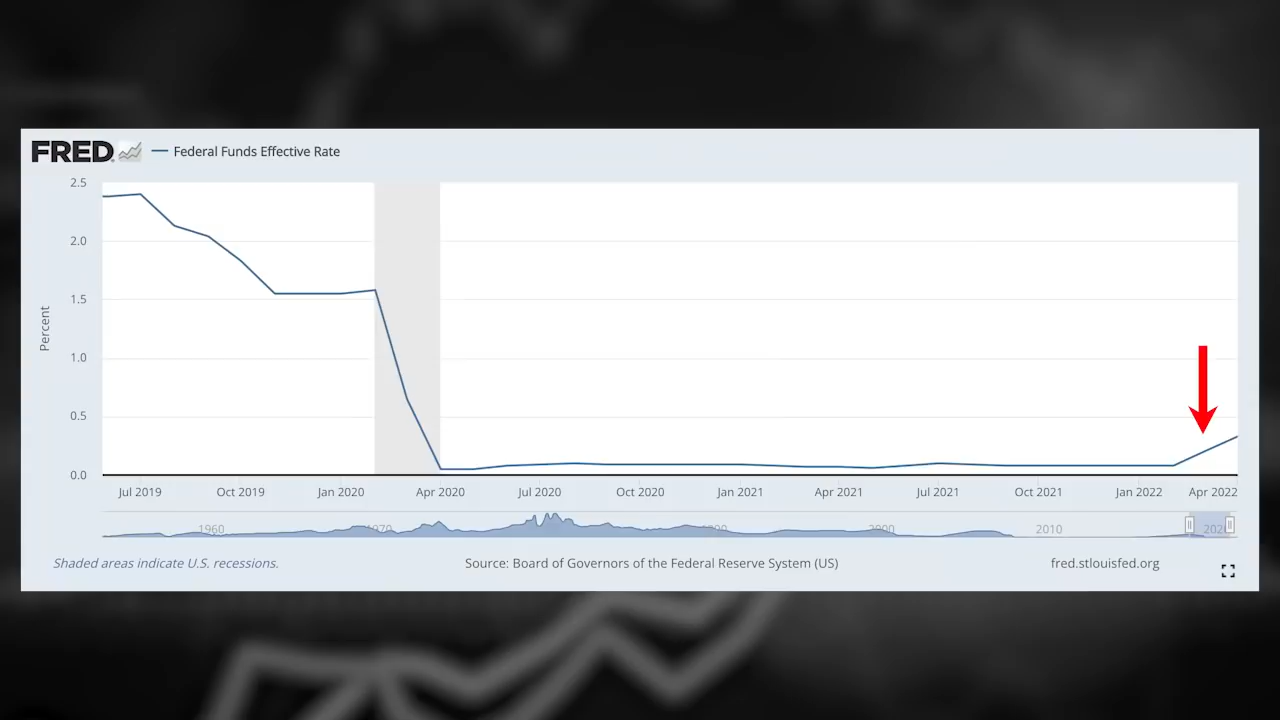 FRED
Federal Funds Effective Rate
2.5
2.0
1.5
1.0
0.5
0.0
Percent
Jul 2019 Oct 2019 Jan 2020 Apr 2020 Jul 2020 Oct 2020 Jan 2021 Apr 2021 Jul 2021 Oct 2021 Jan 2022 Apr 2022
1960 1970 2000 2010
Shaded areas indicate U.S. recessions. Source: Board of Governors of the Federal Reserve System (US) fred.stlouisfed.org